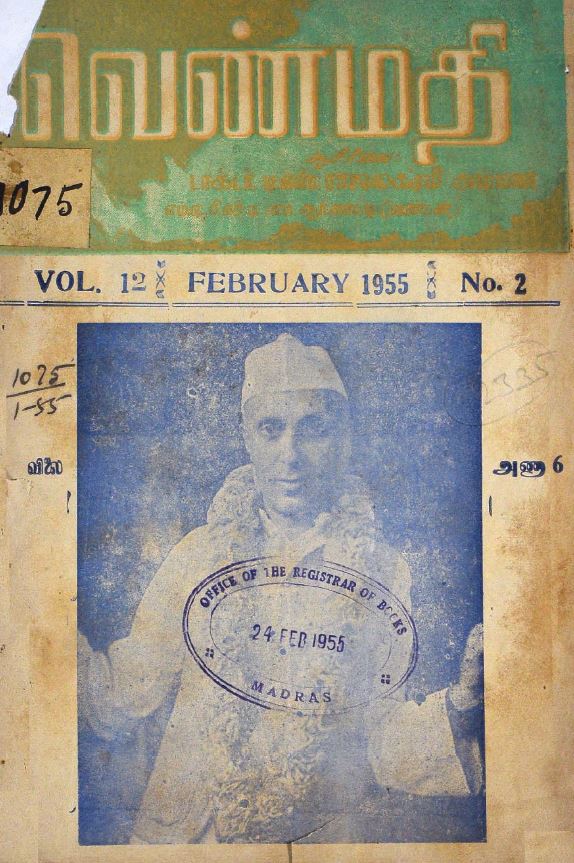 வெண்மதி
1075
VOL. 12 FEBRUARY 1955 No. 2
1075
1-55
2335
விலை
அணா 6
OFFICE OF THE REGISTRAR OF BOOKS
24 FEB 1955
MADRAS